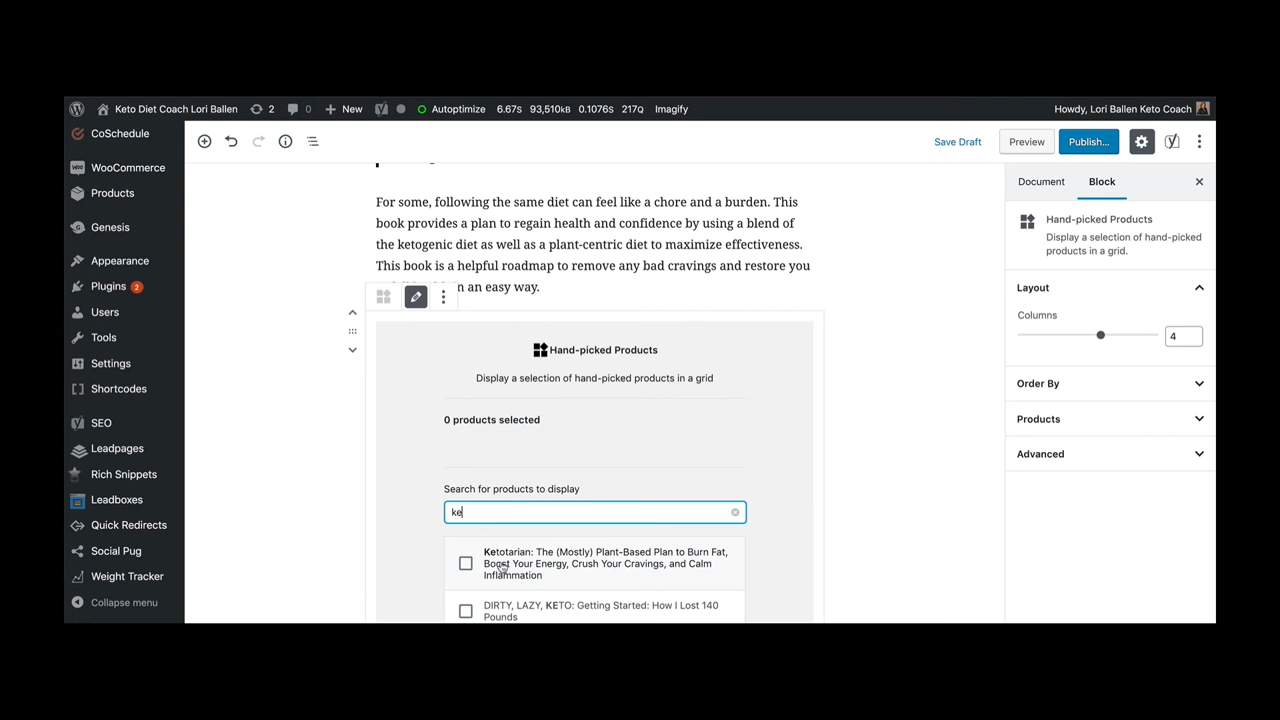 Keto Diet Coach Lori Ballen 2 0 New Autoptimize 6.67s 93,510kB 0.1076s 217Q Imagify Howdy, Lori Ballen Keto Coach
CoSchedule
WooCommerce
Products
Genesis
Appearance
Plugins 2
Users
Tools
Settings
Shortcodes
SEO
Leadpages
Rich Snippets
Leadboxes
Quick Redirects
Social Pug
Weight Tracker
Collapse menu
Save Draft Preview Publish...
For some, following the same diet can feel like a chore and a burden. This
book provides a plan to regain health and confidence by using a blend of
the ketogenic diet as well as a plant-centric diet to maximize effectiveness.
This book is a helpful roadmap to remove any bad cravings and restore you
n an easy way.
Hand-picked Products
Display a selection of hand-picked products in a grid
0 products selected
Search for products to display
ke
Ketotarian: The (Mostly) Plant-Based Plan to Burn Fat,
Boost Your Energy, Crush Your Cravings, and Calm
Inflammation
DIRTY, LAZY, KETO: Getting Started: How I Lost 140
Pounds
Document Block
Hand-picked Products
Display a selection of hand-picked
products in a grid.
Layout
Columns
4
Order By
Products
Advanced